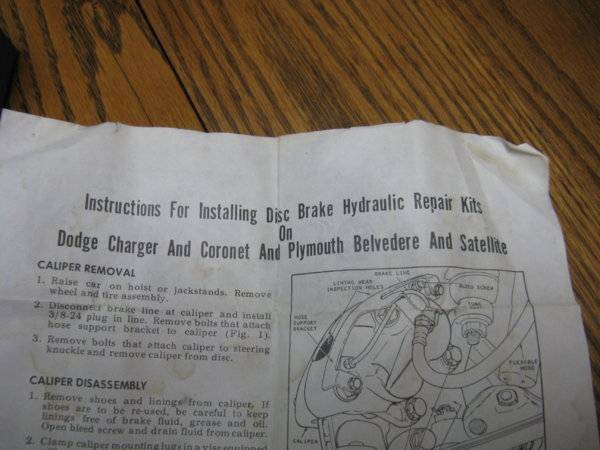 Instructions For Installing Disc Brake Hydraulic Repair Kits
On
Dodge Charger And Coronet And Plymouth Belvedere And Satellite
CALIPER REMOVAL
1. Raise car on hoist or jackstands. Remove
wheel and tire assembly.
2. Disconnect brake line at caliper and install
3/8-24 plug in line. Remove bolts that attach
hose support bracket to caliper (Fig. 1).
3. Remove bolts that attach caliper to steering
knuckle and remove caliper from disc.
CALIPER DISASSEMBLY
1. Remove shoes and linings from caliper. If
shoes are to be re-used, be careful to keep
linings free of brake fluid, grease and oil.
Open bleed screw and drain fluid from caliper.
2. Clamp caliper mounting lugs in a vise equipped
BRAKE LINE
LINING WEAR
INSPECTION HOLES
BLEED SCREW
TUBE
HOSE
SUPPORT
BRACKET
FLEXIBLE
HOSE
CALIPER